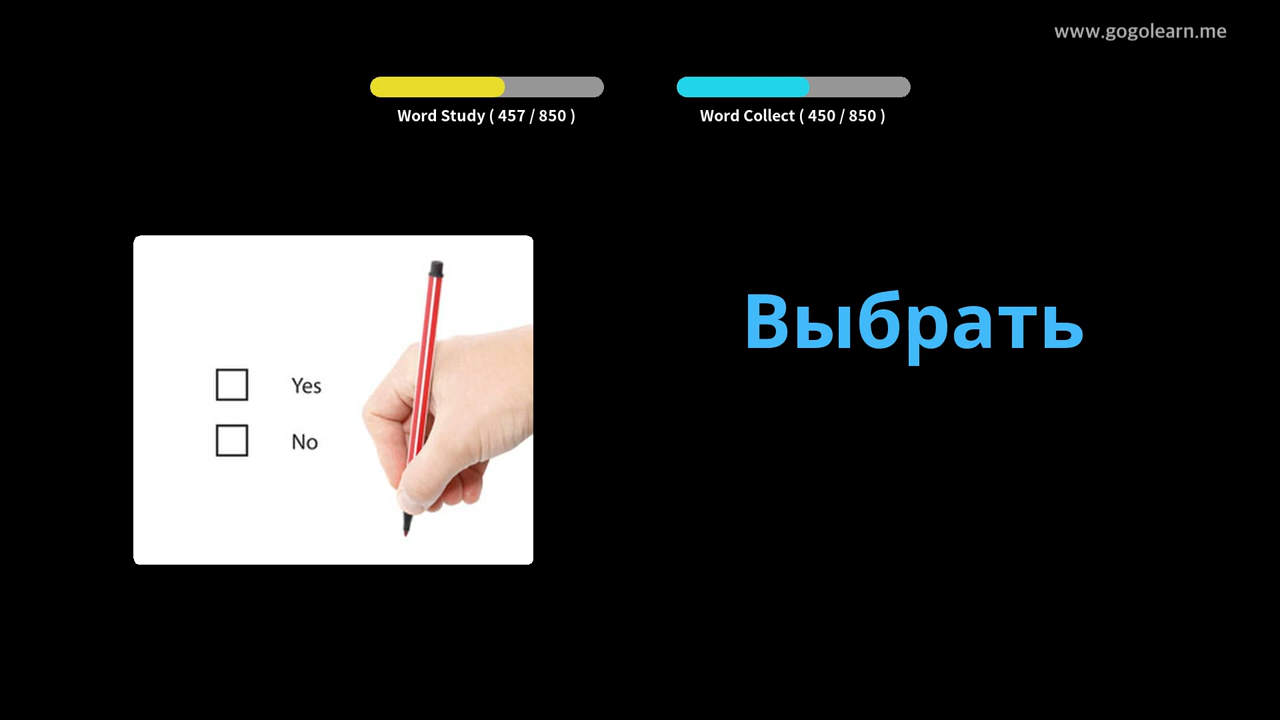 www.gogolearn.me
Word Study ( 457 / 850 )
Word Collect ( 450 / 850 )
Выбрать
Yes
No